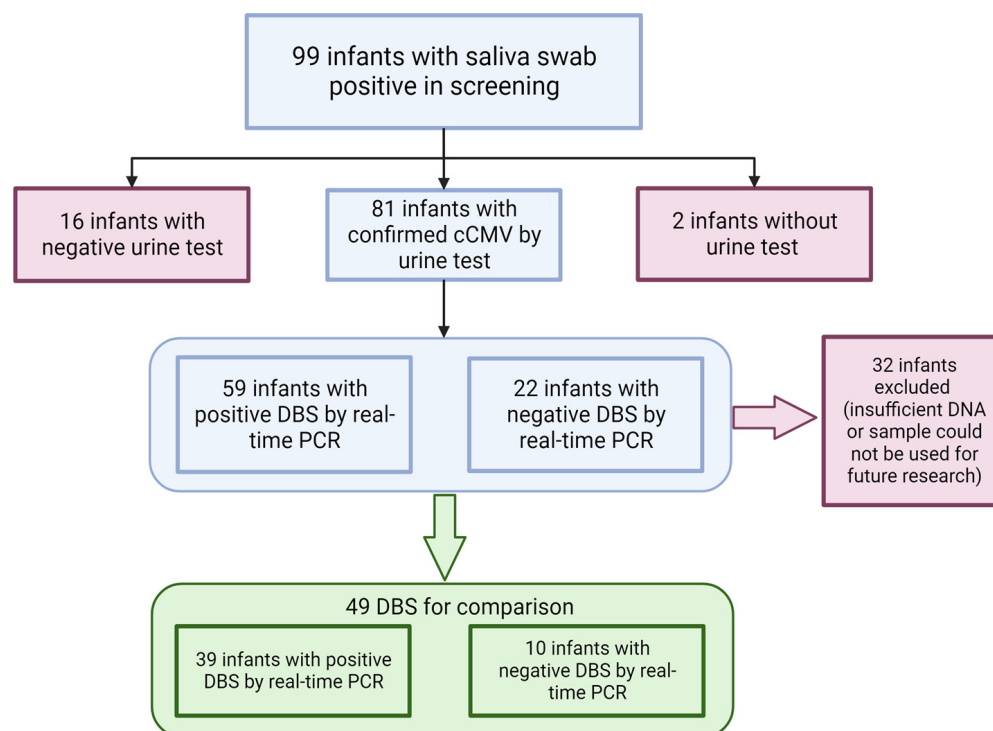 99 infants with saliva swab
positive in screening
16 infants with
negative urine test
81 infants with
confirmed cCMV by
urine test
2 infants without
urine test
59 infants with
positive DBS by real-
time PCR
22 infants with
negative DBS by
real-time PCR
32 infants
excluded
(insufficient DNA
or sample could
not be used for
future research)
49 DBS for comparison
39 infants with positive
DBS by real-time PCR
10 infants with
negative DBS by real-
time PCR